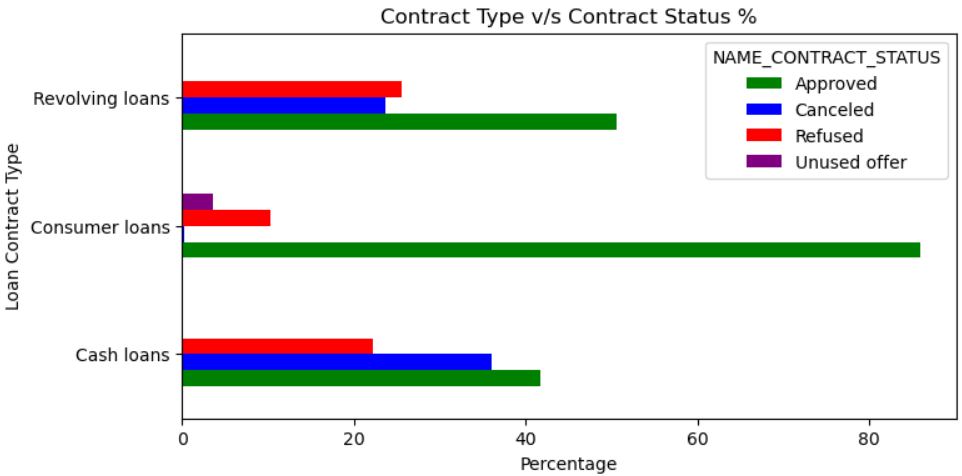 Contract Type v/s Contract Status %
NAME_CONTRACT_STATUS
Approved
Canceled
Refused
Unused offer
Loan Contract Type
Revolving loans
Consumer loans
Cash loans
0 20 40 60 80
Percentage